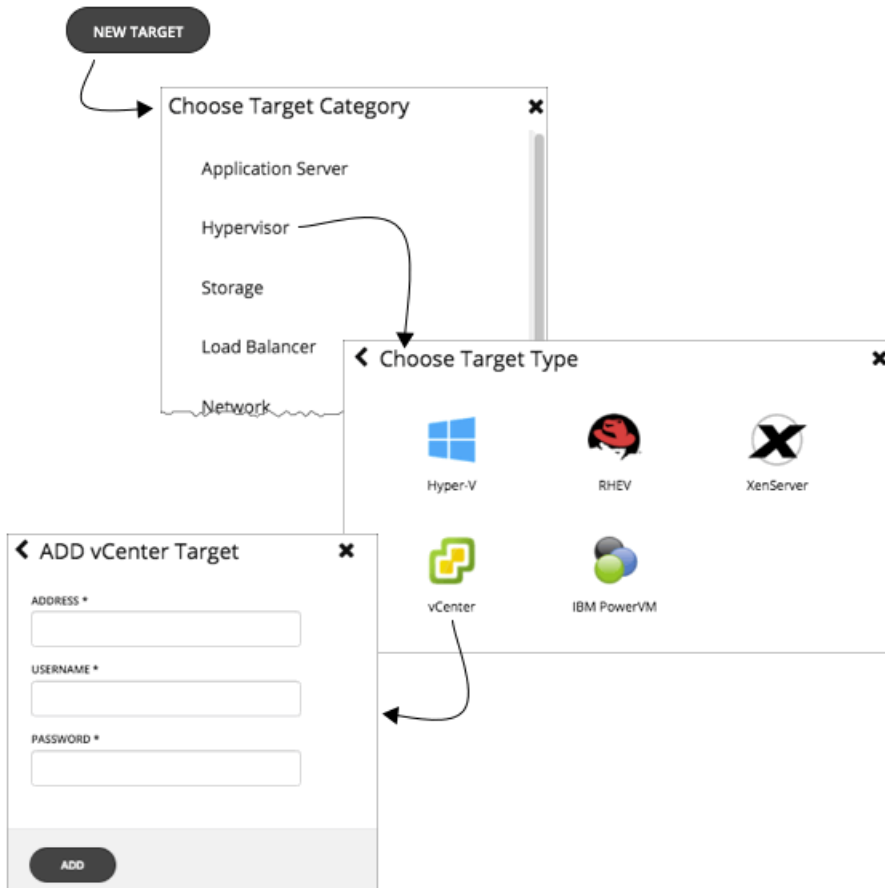 NEW TARGET
Choose Target Category
Application Server
Hypervisor
Storage
Load Balancer
Network
Choose Target Type
Hyper-V
RHEV
XenServer
vCenter
IBM PowerVM
ADD vCenter Target
ADDRESS *
USERNAME *
PASSWORD *
ADD